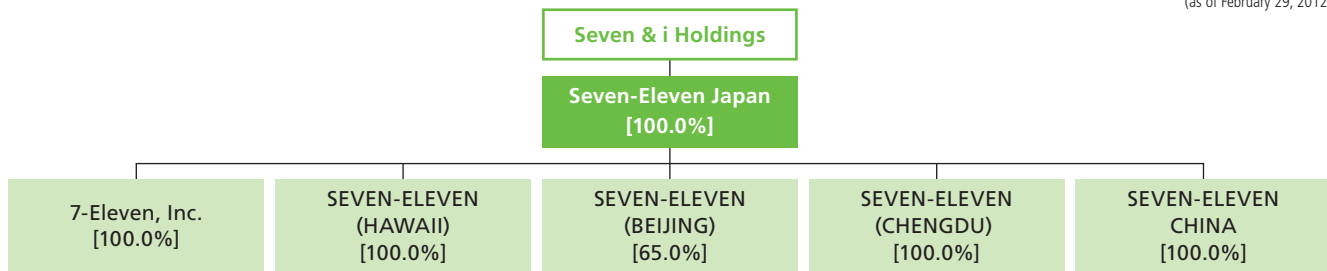 (as of February 29, 2012
Seven & i Holdings
Seven-Eleven Japan
[100.0%]
7-Eleven, Inc.
[100.0%]
SEVEN-ELEVEN
(HAWAII)
[100.0%]
SEVEN-ELEVEN
(BEIJING)
[65.0%]
SEVEN-ELEVEN
(CHENGDU)
[100.0%]
SEVEN-ELEVEN
CHINA
[100.0%]